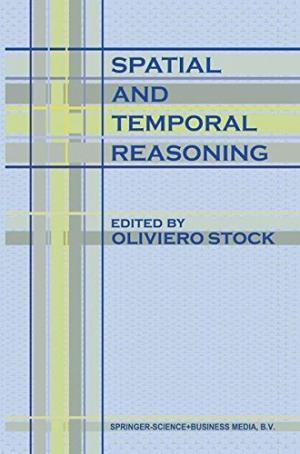 SPATIAL
AND
TEMPORAL
REASONING
EDITED BY
OLIVIERO STOCK
SPRINGER-SCIENCE+BUSINESS MEDIA, B.V.